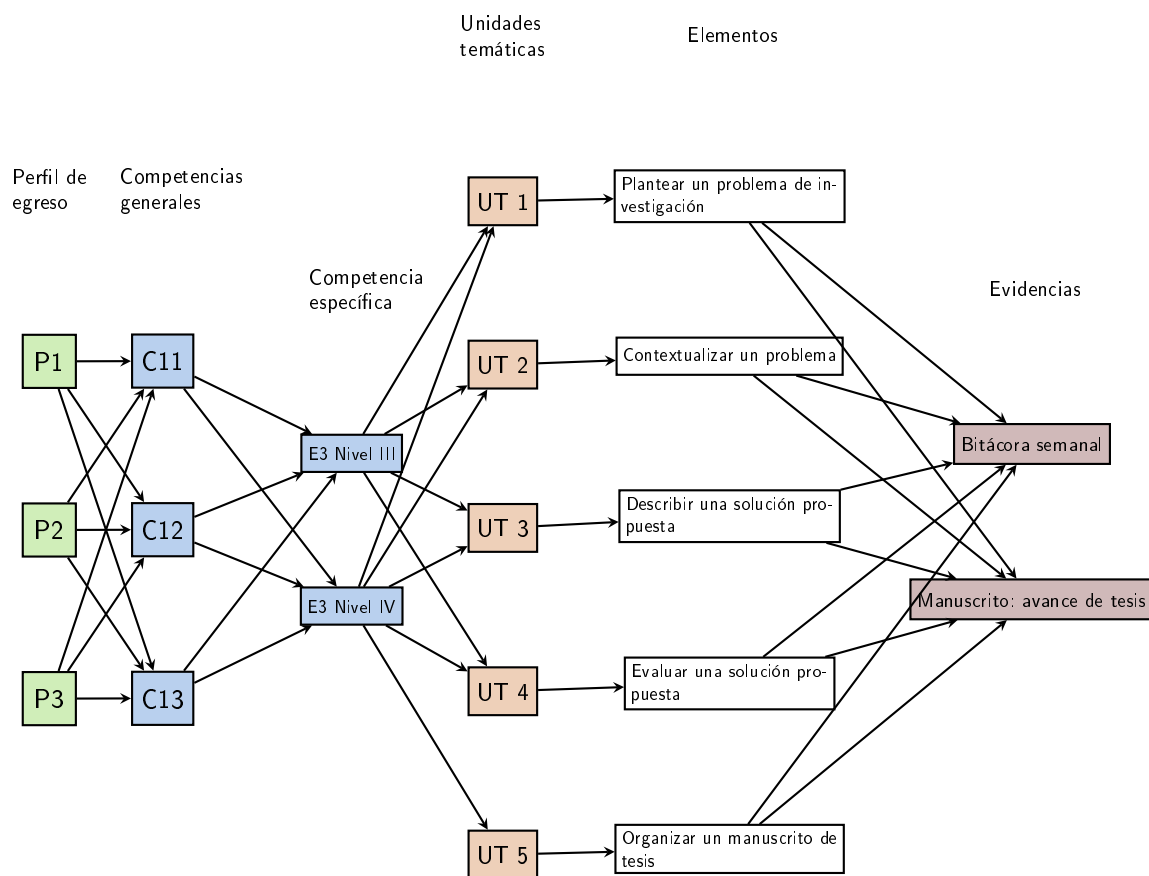 Unidades
temáticas
Elementos
Perfil de
egreso
Competencias
generales
UT 1
Plantear un problema de in-
vestigación
Competencia
específica
Evidencias
P1
C11
UT 2
Contextualizar un problema
E3 Nivel III
Bitácora semanal
P2
C12
UT 3
Describir una solución pro-
puesta
E3 Nivel IV
Manuscrito: avance de tesis
P3
C13
UT 4
Evaluar una solución pro-
puesta
UT 5
Organizar un manuscrito de
tesis